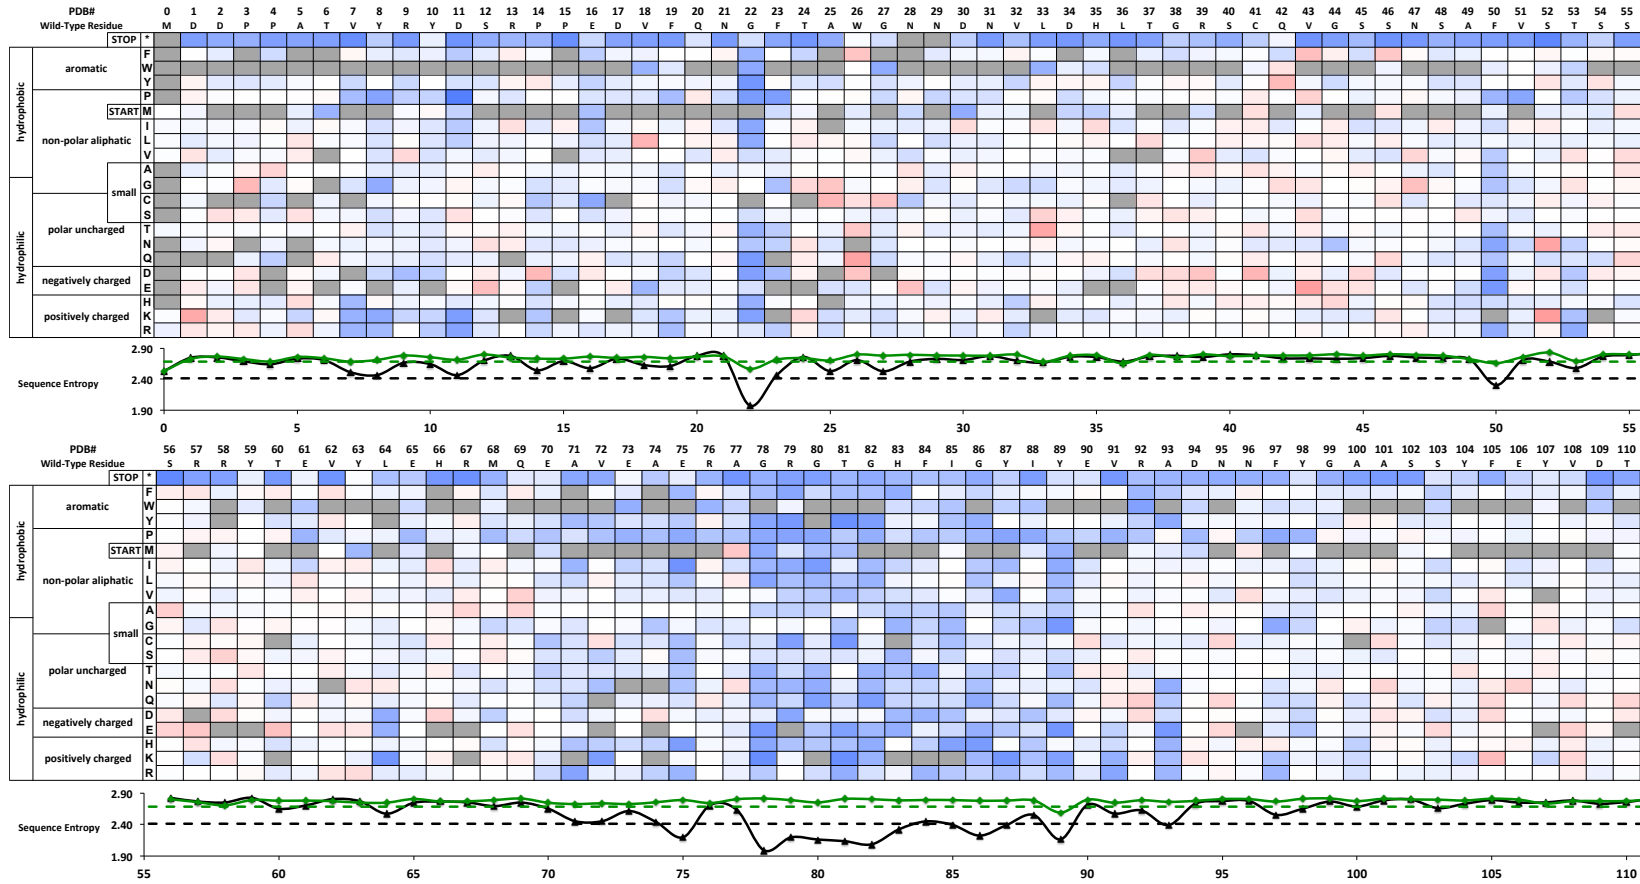 PDB# 0 1 2 3 4 5 6 7 8 9 10 11 12 13 14 15 16 17 18 19 20 21 22 23 24 25 26 27 28 29 30 31 32 33 34 35 36 37 38 39 40 41 42 43 44 45 46 47 48 49 50 51 52 53 54 55
Wild-Type Residue M D D P P A T V Y R Y D S R P P E D V F Q N G F T A W G N N D N V L D H L T G R S C Q V G S S N S A F V S T S S
STOP *
hydrophobic
aromatic
F
W
Y
P
START M
non-polar aliphatic
I
L
V
A
hydrophilic
small
G
C
S
polar uncharged
T
N
Q
negatively charged
D
E
positively charged
H
K
R
Sequence Entropy
2.90
2.40
1.90
0 5 10 15 20 25 30 35 40 45 50 55
PDB# 56 57 58 59 60 61 62 63 64 65 66 67 68 69 70 71 72 73 74 75 76 77 78 79 80 81 82 83 84 85 86 87 88 89 90 91 92 93 94 95 96 97 98 99 100 101 102 103 104 105 106 107 108 109 110
Wild-Type Residue S R R Y T E V Y L E H R M Q E A V E A E R A G R G T G H F I G Y I Y E V R A D N N F Y G A A S S Y F E Y V D T
STOP *
hydrophobic
aromatic
F
W
Y
P
START M
non-polar aliphatic
I
L
V
A
hydrophilic
small
G
C
S
polar uncharged
T
N
Q
negatively charged
D
E
positively charged
H
K
R
Sequence Entropy
2.90
2.40
1.90
55 60 65 70 75 80 85 90 95 100 105 110